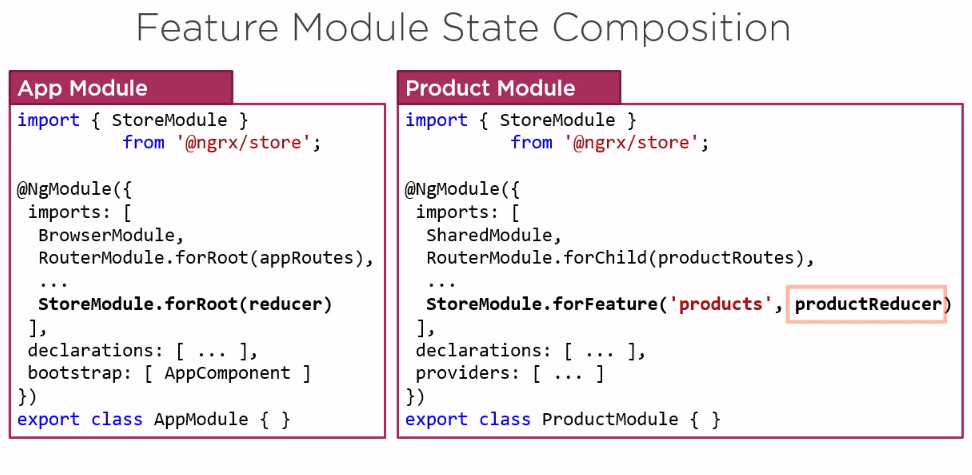 Feature Module State Composition
App Module
import { StoreModule }
from '@ngrx/store';
@NgModule({
imports: [
BrowserModule,
RouterModule.forRoot(appRoutes),
...
StoreModule.forRoot(reducer)
],
declarations: [ ... ],
bootstrap: [ AppComponent ]
})
export class AppModule { }
Product Module
import { StoreModule }
from '@ngrx/store';
@NgModule({
imports: [
SharedModule,
RouterModule.forChild(productRoutes),
...
StoreModule.forFeature('products', productReducer)
],
declarations: [ ... ],
providers: [ ... ]
})
export class ProductModule { }